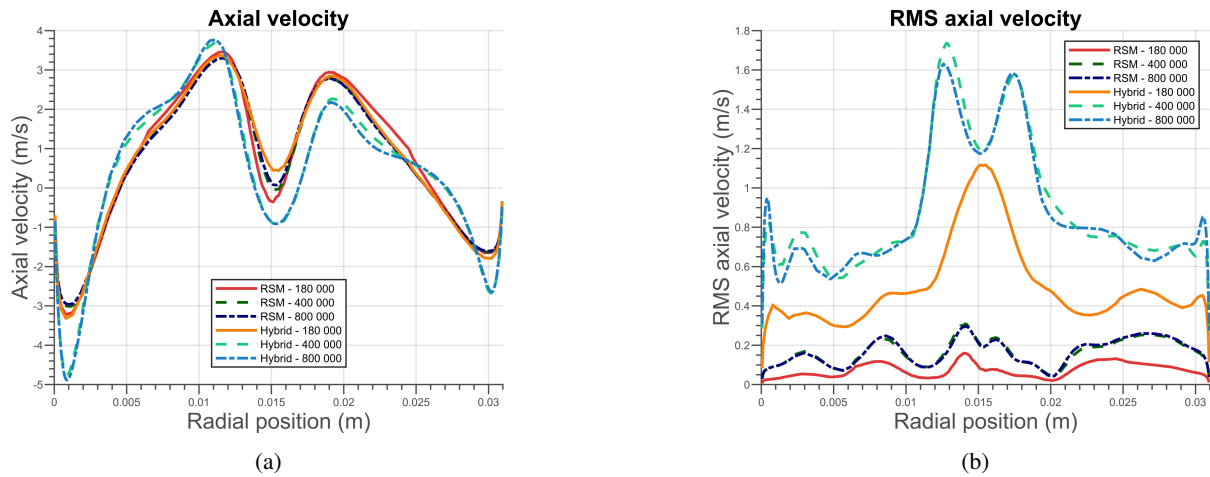 Axial velocity
4
3
2
1
0
-1
-2
-3
-4
-5
Axial velocity (m/s)
RSM - 180 000
RSM - 400 000
RSM - 800 000
Hybrid - 180 000
Hybrid - 400 000
Hybrid - 800 000
0 0.005 0.01 0.015 0.02 0.025 0.03
Radial position (m)
(a)
RMS axial velocity
1.8
1.6
1.4
1.2
1
0.8
0.6
0.4
0.2
0
RMS axial velocity (m/s)
RSM - 180 000
RSM - 400 000
RSM - 800 000
Hybrid - 180 000
Hybrid - 400 000
Hybrid - 800 000
0 0.005 0.01 0.015 0.02 0.025 0.03
Radial position (m)
(b)